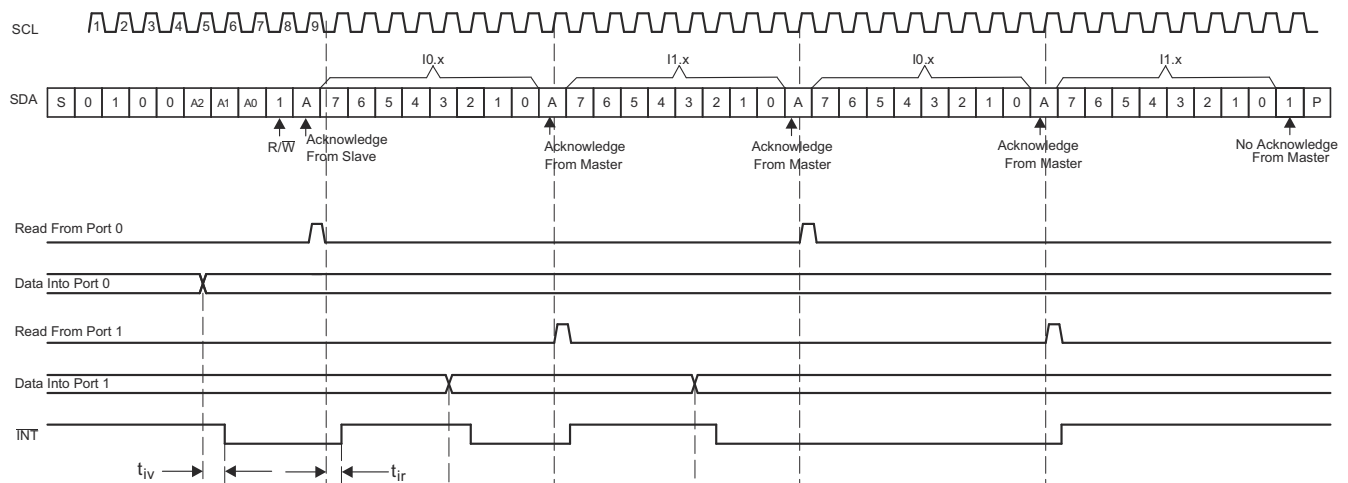 SCL 1 2 3 4 5 6 7 8 9
I0.x I1.x I0.x I1.x
SDA S 0 1 0 0 A2 A1 A0 1 A 7 6 5 4 3 2 1 0 A 7 6 5 4 3 2 1 0 A 7 6 5 4 3 2 1 0 A 7 6 5 4 3 2 1 0 1 P
R/W̅
Acknowledge
From Slave
Acknowledge
From Master
Acknowledge
From Master
Acknowledge
From Master
No Acknowledge
From Master
Read From Port 0
Data Into Port 0
Read From Port 1
Data Into Port 1
I̅N̅T̅
tiv
tir